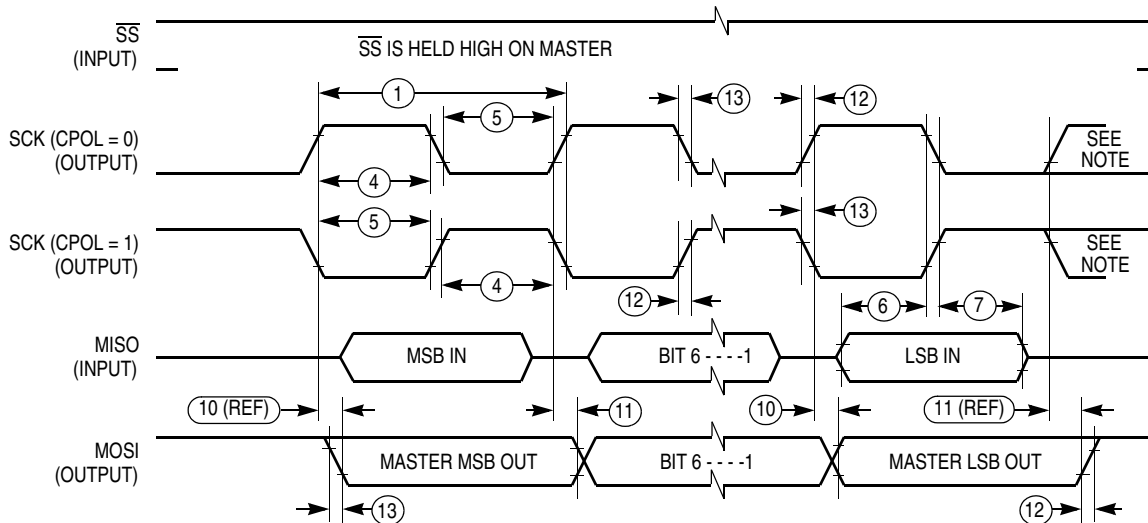 SS
(INPUT)
SS IS HELD HIGH ON MASTER
1
5
13
12
SCK (CPOL = 0)
(OUTPUT)
SEE
NOTE
4
5
13
SCK (CPOL = 1)
(OUTPUT)
SEE
NOTE
4
12
6
7
MISO
(INPUT)
MSB IN
BIT 6 - - - -1
LSB IN
10 (REF)
11
10
11 (REF)
MOSI
(OUTPUT)
MASTER MSB OUT
BIT 6 - - - -1
MASTER LSB OUT
13
12